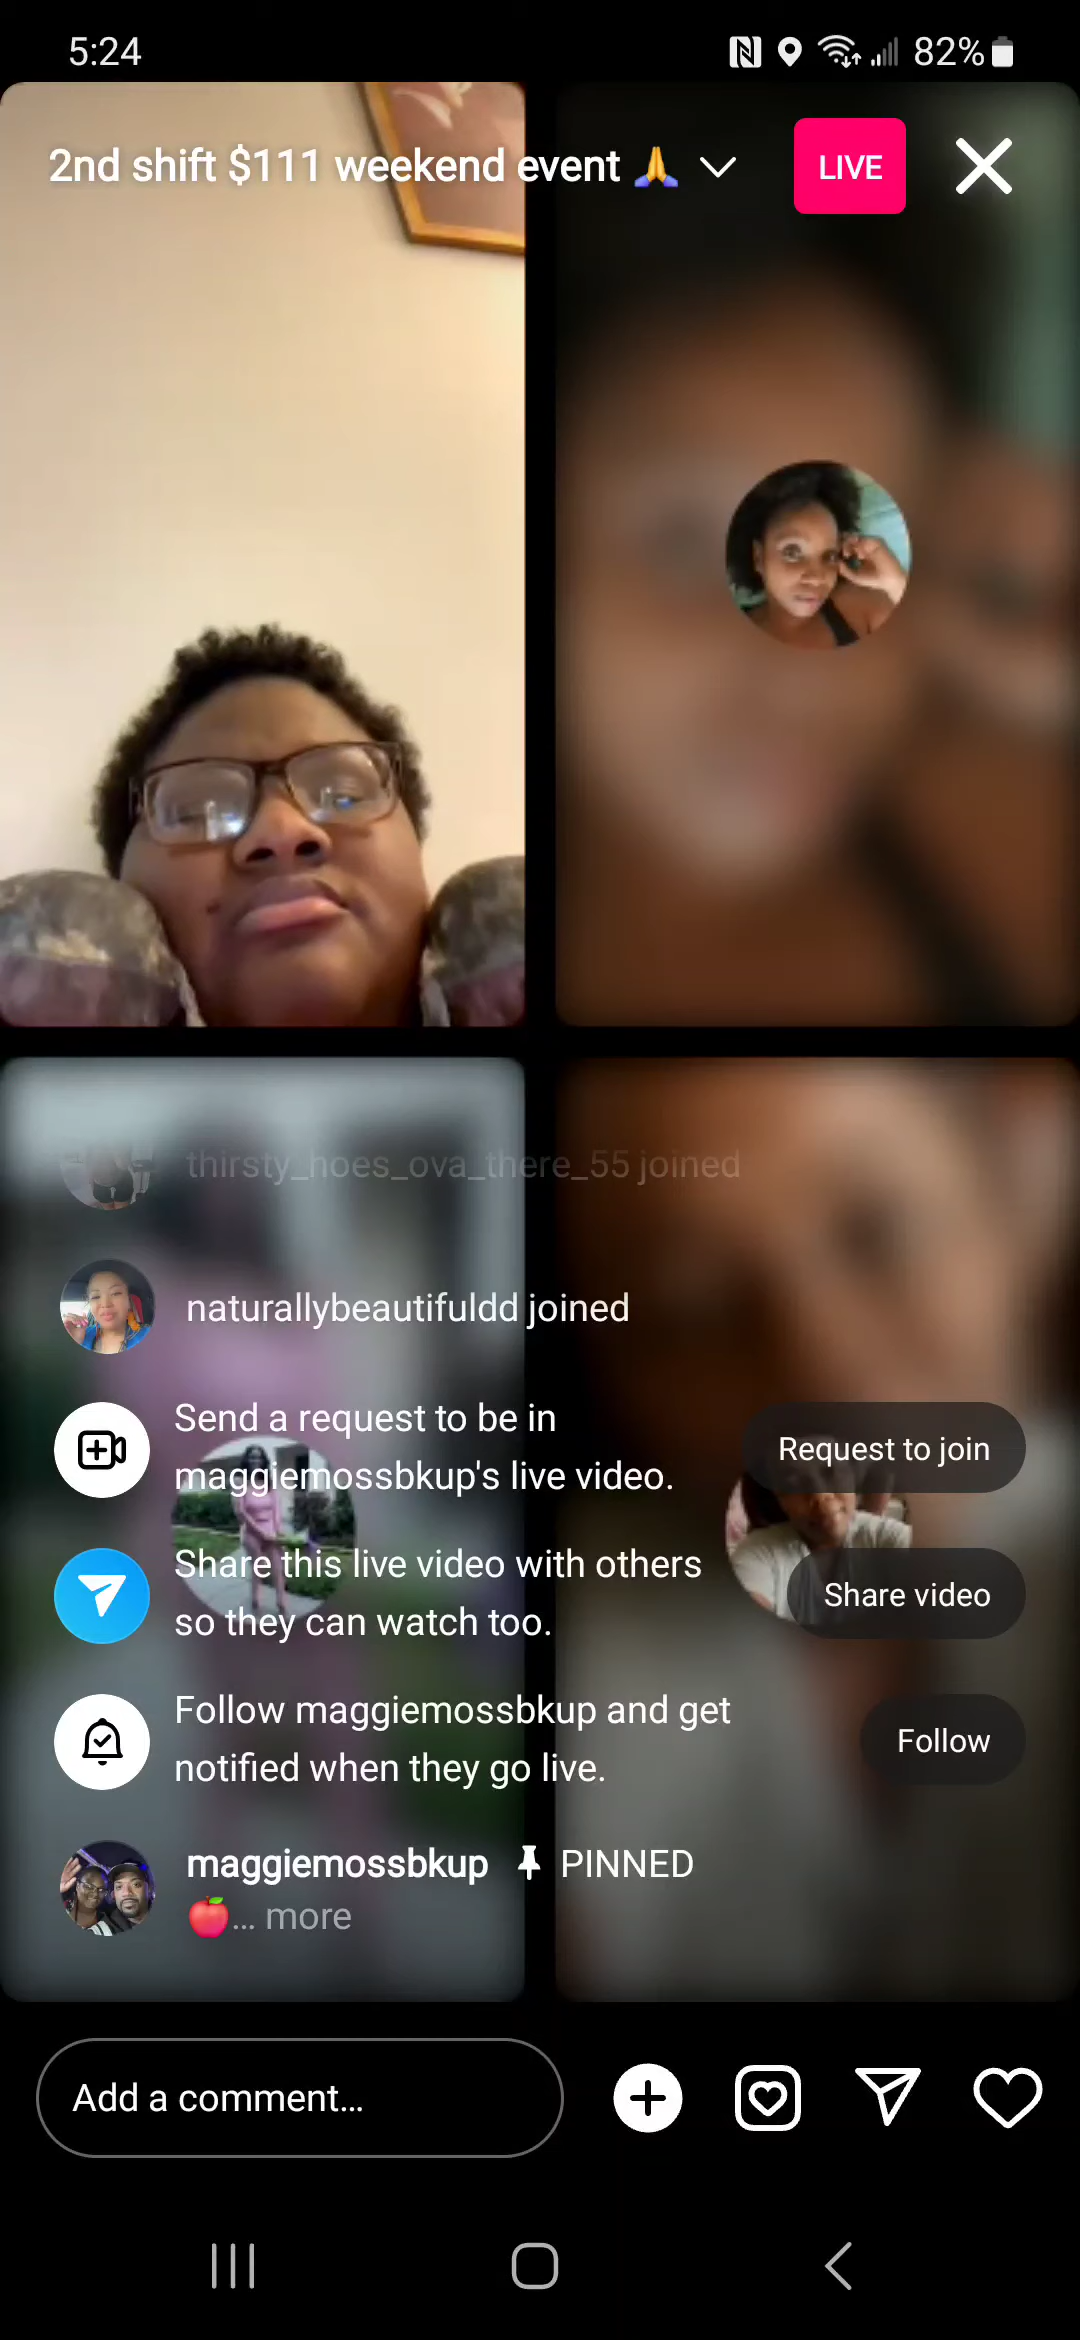 5:24
82%
2nd shift $111 weekend event 🙏
LIVE
thirsty_hoes_ova_there_55 joined
naturallybeautifuldd joined
Send a request to be in
maggiemossbkup's live video.
Request to join
Share this live video with others
so they can watch too.
Share video
Follow maggiemossbkup and get
notified when they go live.
Follow
maggiemossbkup PINNED
🍎... more
Add a comment...